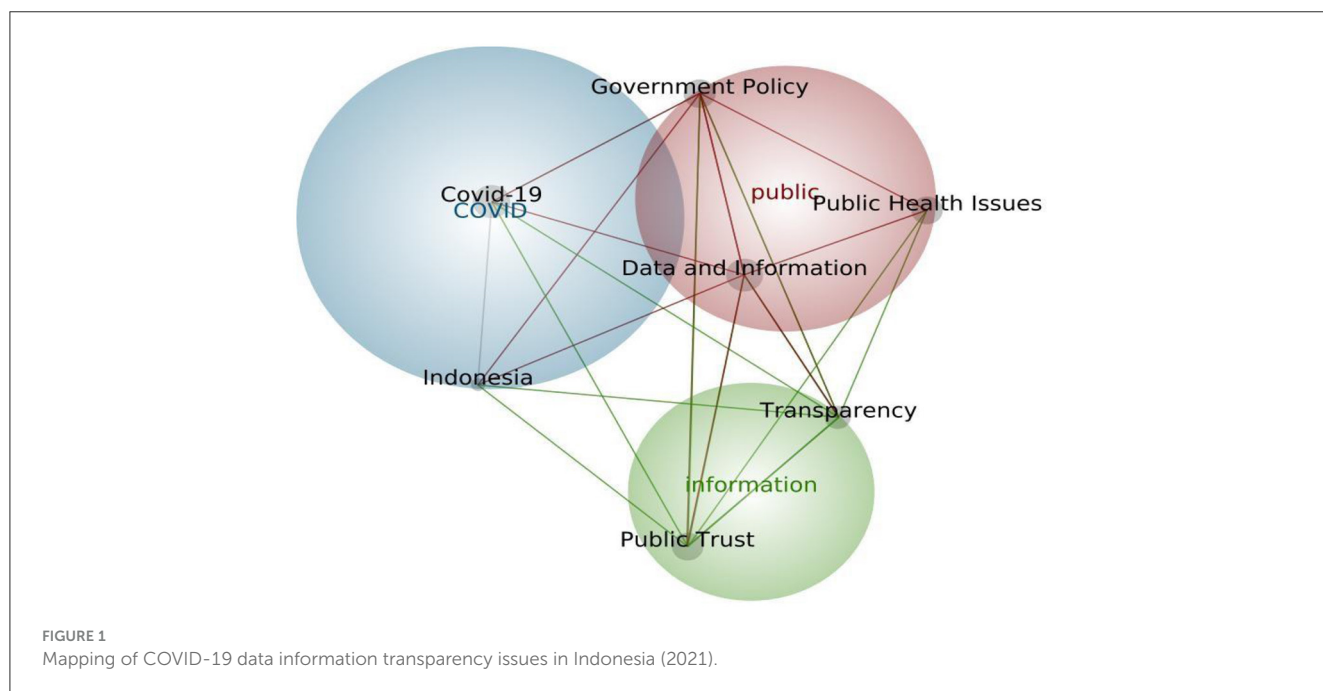 Government Policy
public
Covid-19
COVID
Public Health Issues
Data and Information
Indonesia
Transparency
information
Public Trust
FIGURE 1
Mapping of COVID-19 data information transparency issues in Indonesia (2021).